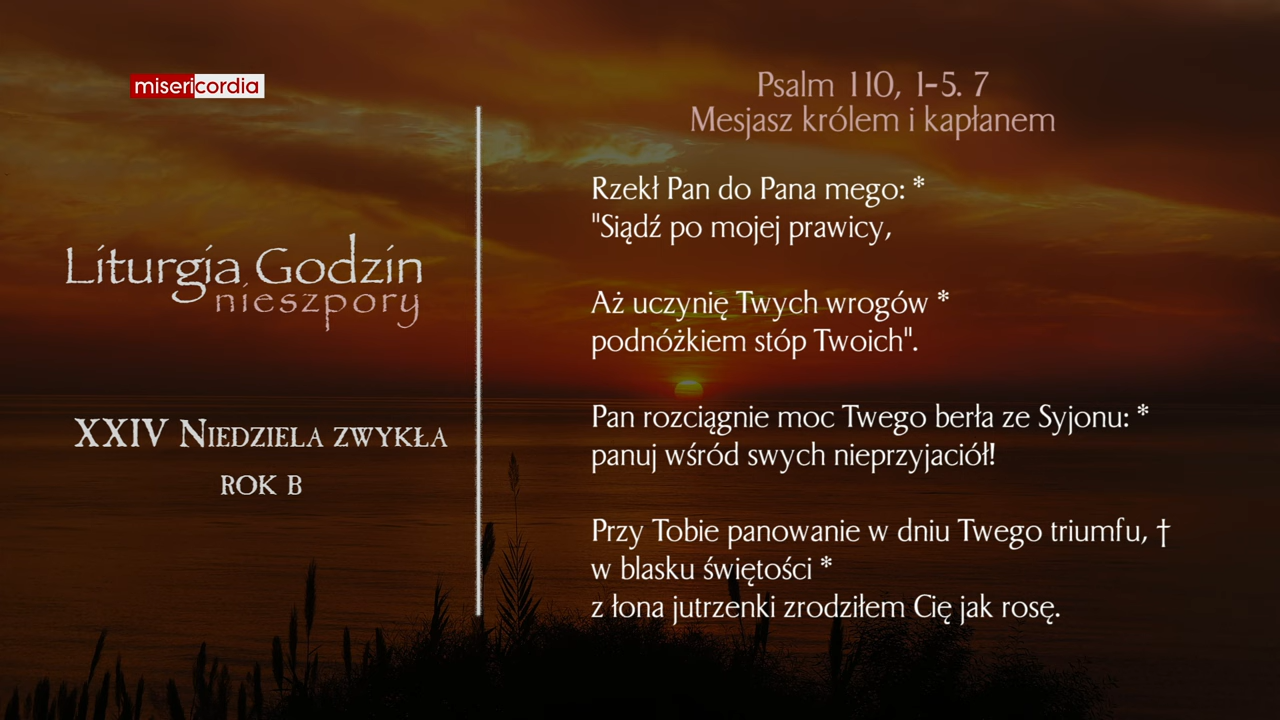 misericordia
Liturgia Godzin
nieszpory
XXIV Niedziela zwykła
rok B
Psalm 110, 1-5. 7
Mesjasz królem i kapłanem
Rzekł Pan do Pana mego: *
"Siądź po mojej prawicy,
Aż uczynię Twych wrogów *
podnóżkiem stóp Twoich".
Pan rozciągnie moc Twego berła ze Syjonu: *
panuj wśród swych nieprzyjaciół!
Przy Tobie panowanie w dniu Twego triumfu, †
w blasku świętości *
z łona jutrzenki zrodziłem Cię jak rosę.